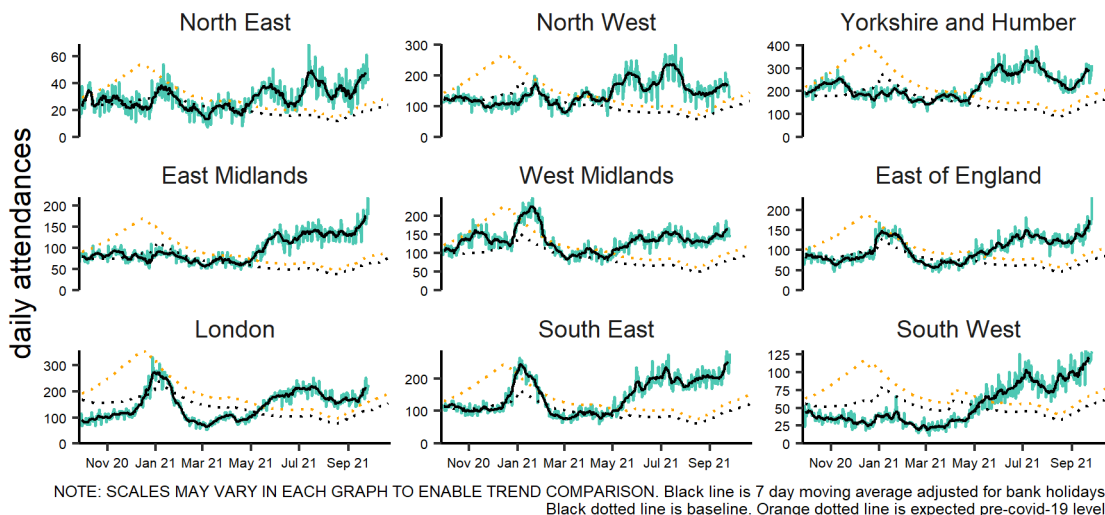 North East
North West
Yorkshire and Humber
60
40
20
0
300
200
100
0
400
300
200
100
0
East Midlands
West Midlands
East of England
200
150
100
50
0
200
150
100
50
0
200
150
100
50
0
daily attendances
London
South East
South West
300
200
100
0
200
100
0
125
100
75
50
25
0
Nov 20 Jan 21 Mar 21 May 21 Jul 21 Sep 21
Nov 20 Jan 21 Mar 21 May 21 Jul 21 Sep 21
Nov 20 Jan 21 Mar 21 May 21 Jul 21 Sep 21
NOTE: SCALES MAY VARY IN EACH GRAPH TO ENABLE TREND COMPARISON. Black line is 7 day moving average adjusted for bank holidays
Black dotted line is baseline. Orange dotted line is expected pre-covid-19 level